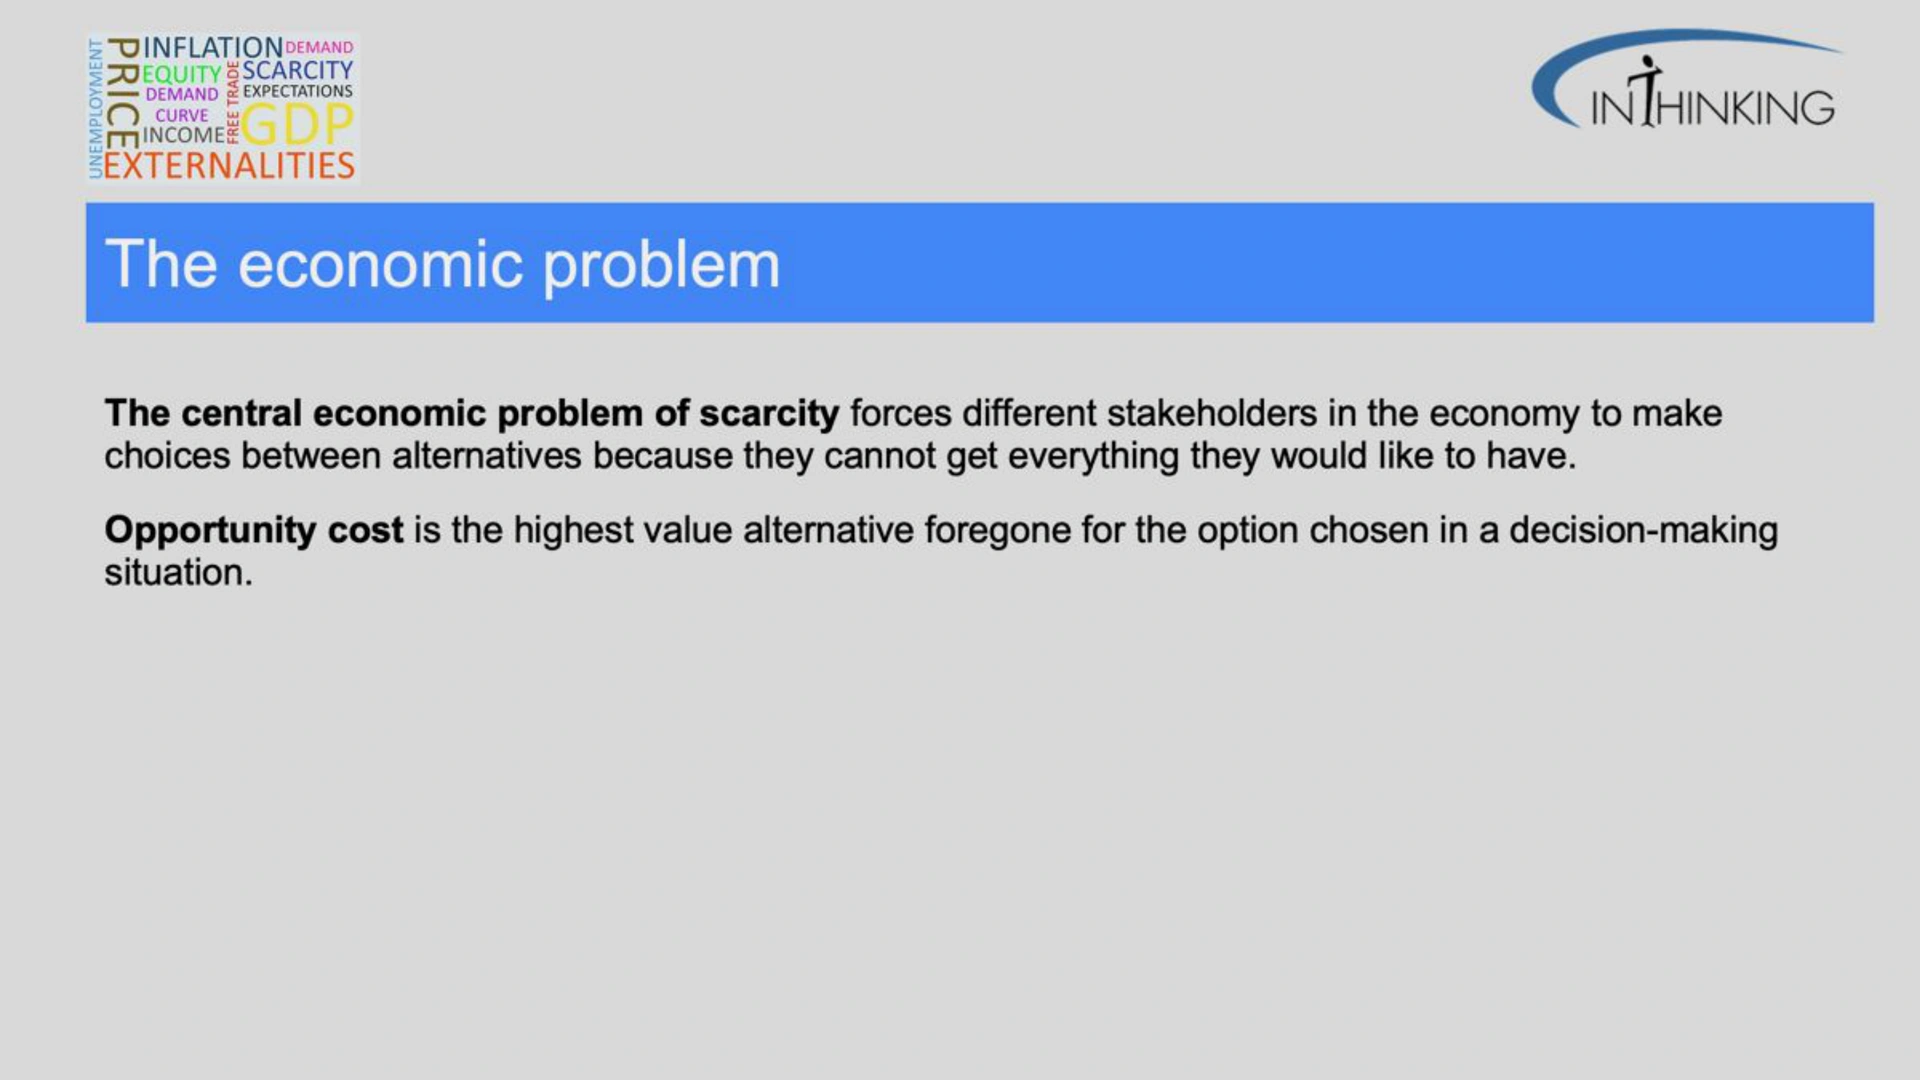 UNEMPLOYMENT
PRICE
INFLATION DEMAND
EQUITY SCARCITY
DEMAND EXPECTATIONS
CURVE
INCOME
FREE TRADE
GDP
EXTERNALITIES
INTHINKING
The economic problem
The central economic problem of scarcity forces different stakeholders in the economy to make
choices between alternatives because they cannot get everything they would like to have.
Opportunity cost is the highest value alternative foregone for the option chosen in a decision-making
situation.